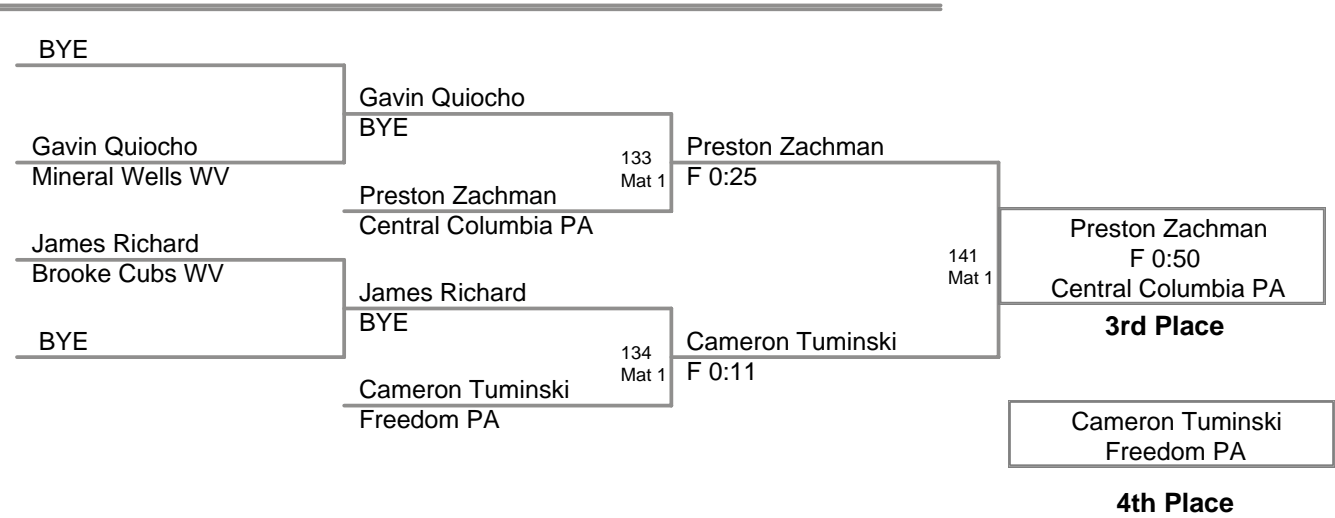 BYE
Gavin Quiocho
BYE
Gavin Quiocho
Mineral Wells WV
133
Mat 1
Preston Zachman
F 0:25
Preston Zachman
Central Columbia PA
James Richard
Brooke Cubs WV
141
Mat 1
Preston Zachman
F 0:50
Central Columbia PA
3rd Place
James Richard
BYE
BYE
134
Mat 1
Cameron Tuminski
F 0:11
Cameron Tuminski
Freedom PA
Cameron Tuminski
Freedom PA
4th Place